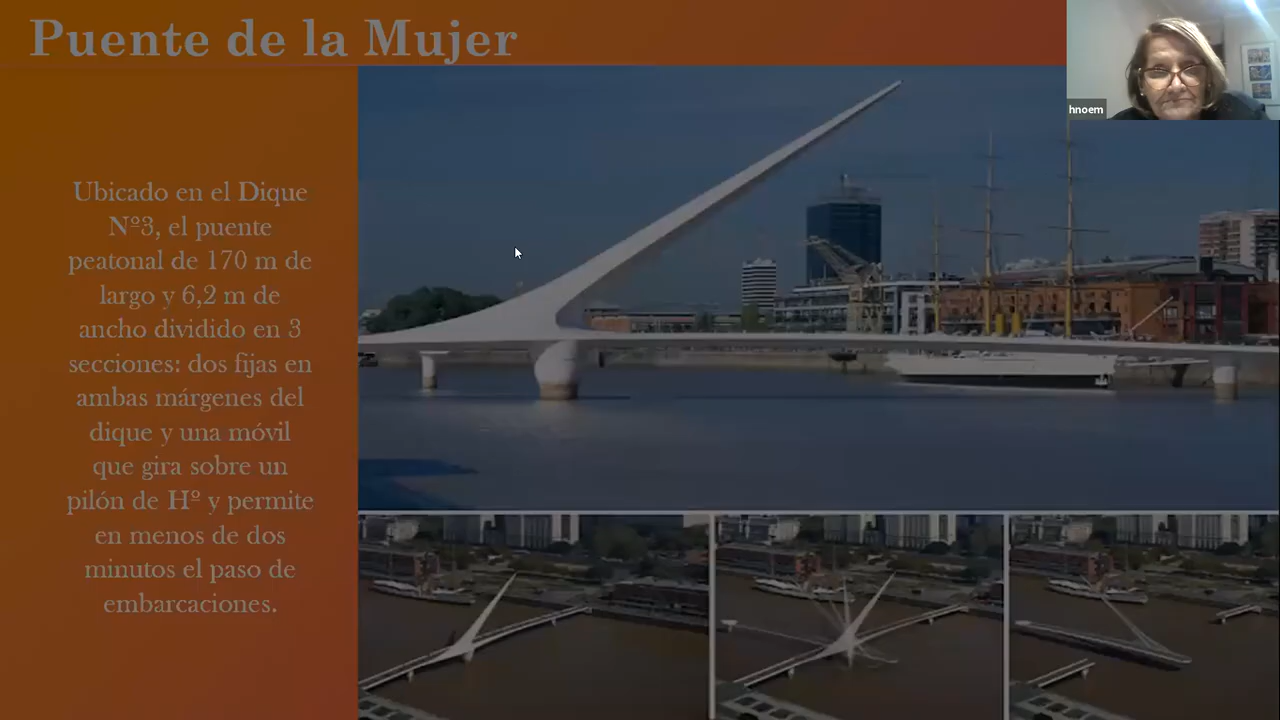 Puente de la Mujer
hnoem
Ubicado en el Dique
Nº3, el puente
peatonal de 170 m de
largo y 6,2 m de
ancho dividido en 3
secciones: dos fijas en
ambas márgenes del
dique y una móvil
que gira sobre un
pilón de Hº y permite
en menos de dos
minutos el paso de
embarcaciones.